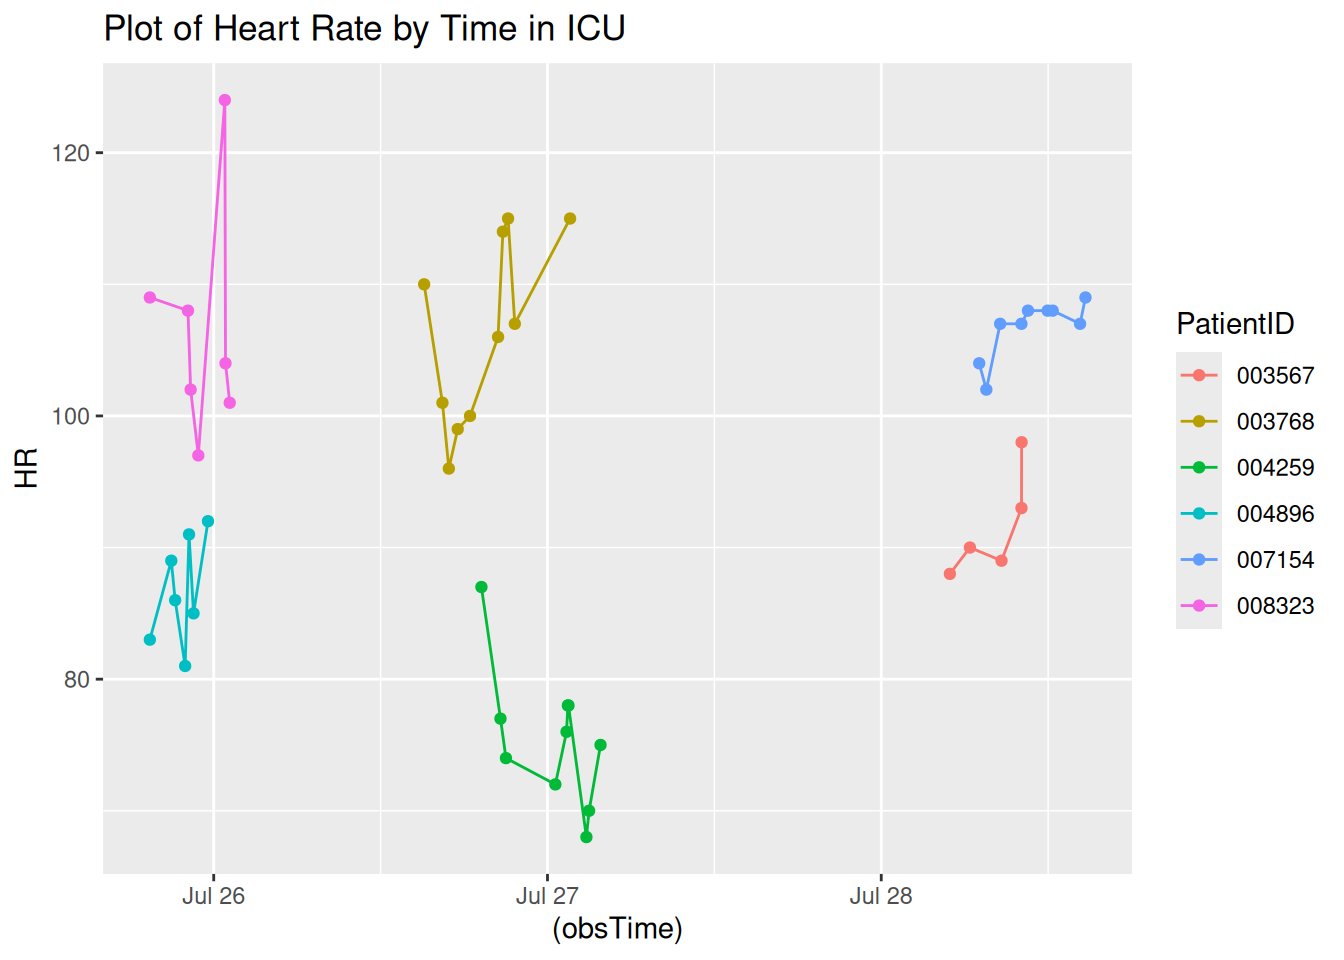 Plot of Heart Rate by Time in ICU
120
100
80
HR
Jul 26
Jul 27
Jul 28
(obsTime)
PatientID
003567
003768
004259
004896
007154
008323